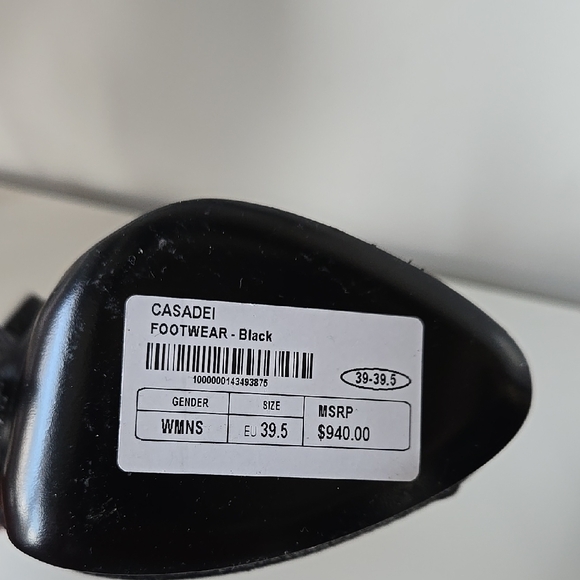 CASADEI
FOOTWEAR - Black
1000000143493875
39-39.5
GENDER SIZE MSRP
WMNS EU 39.5 $940.00